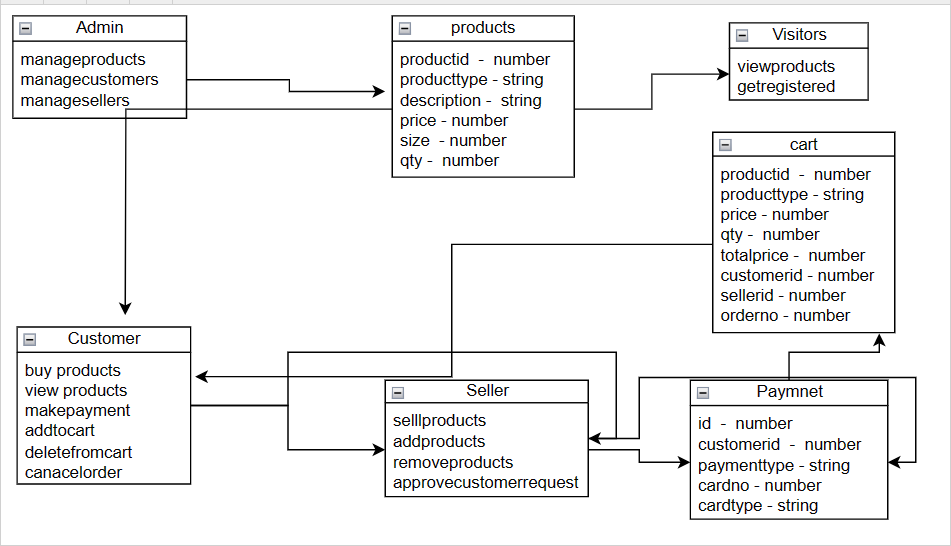 Admin
manageproducts
managecustomers
managesellers
products
productid  -  number
producttype - string
description -  string
price - number
size  - number
qty -  number
Visitors
viewproducts
getregistered
cart
productid  -  number
producttype - string
price - number
qty -  number
totalprice -  number
customerid - number
sellerid - number
orderno - number
Customer
buy products
view products
makepayment
addtocart
deletefromcart
canacelorder
Seller
selllproducts
addproducts
removeproducts
approvecustomerrequest
Paymnet
id  -  number
customerid  -  number
paymenttype - string
cardno - number
cardtype - string